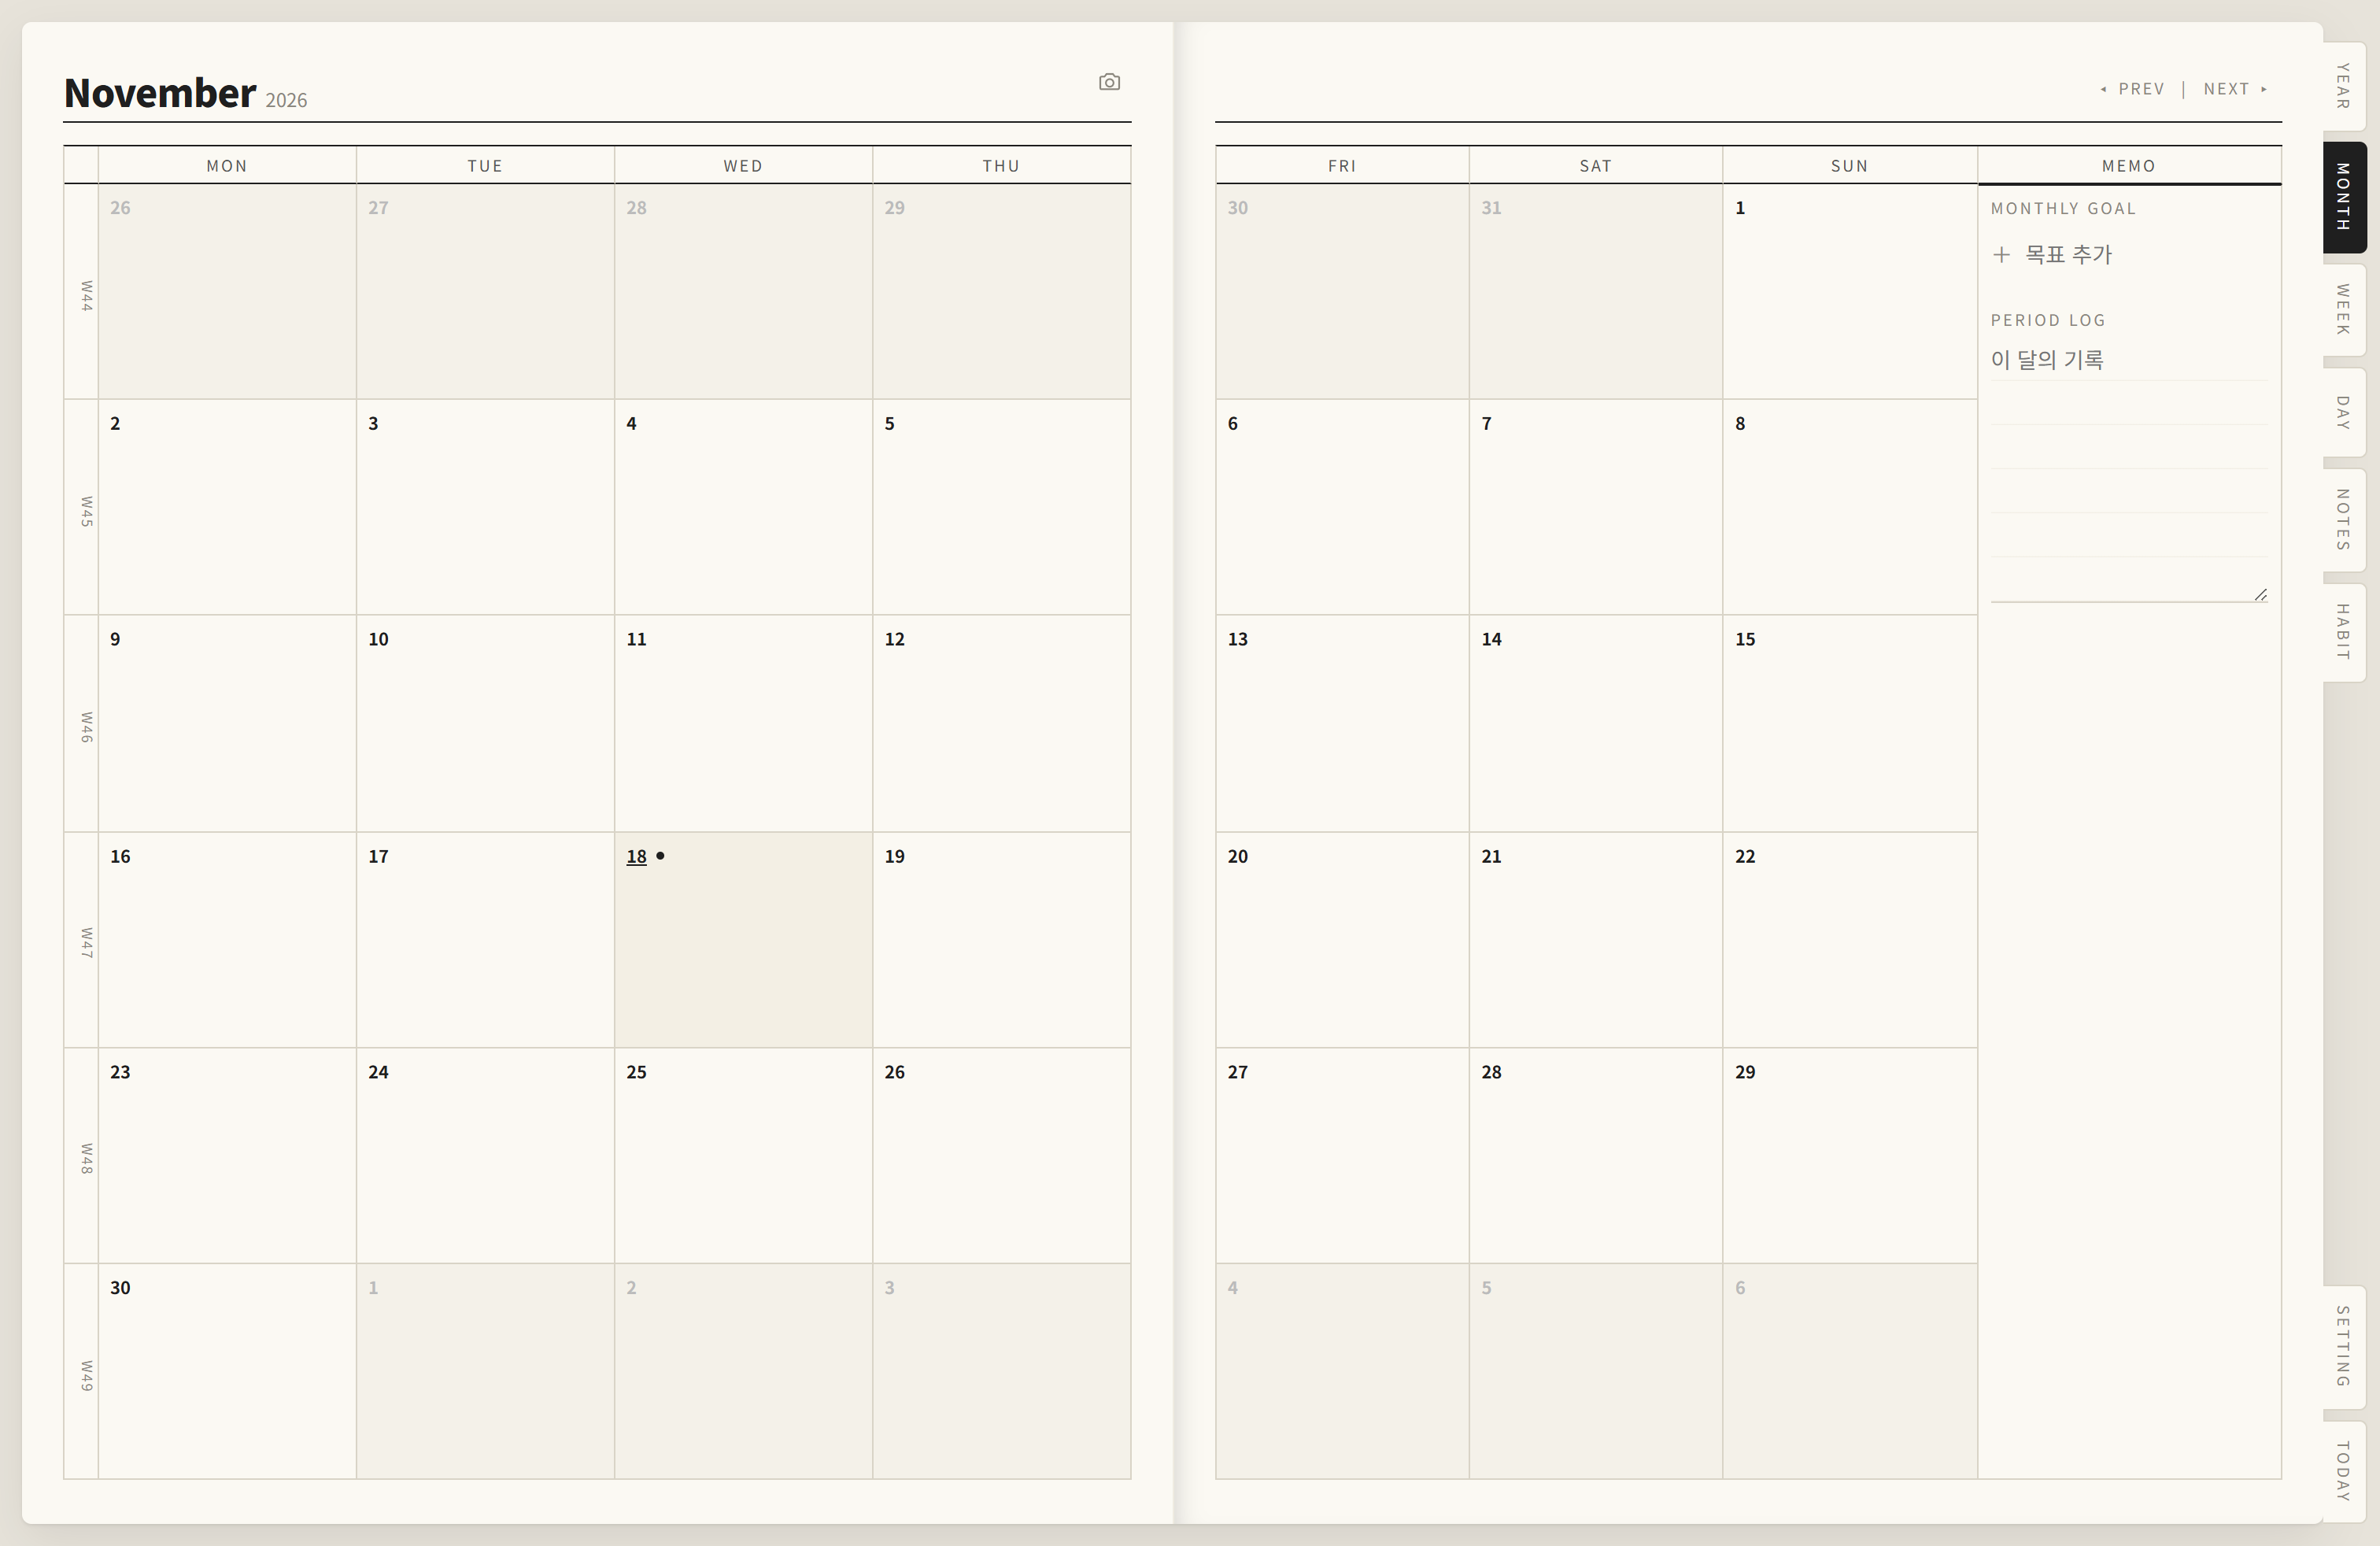 November 2026
PREV | NEXT
MON TUE WED THU FRI SAT SUN MEMO
W44 26 27 28 29 30 31 1
W45 2 3 4 5 6 7 8
W46 9 10 11 12 13 14 15
W47 16 17 18 19 20 21 22
W48 23 24 25 26 27 28 29
W49 30 1 2 3 4 5 6
MONTHLY GOAL
+ 목표 추가
PERIOD LOG
이 달의 기록
YEAR
MONTH
WEEK
DAY
NOTES
HABIT
SETTING
TODAY